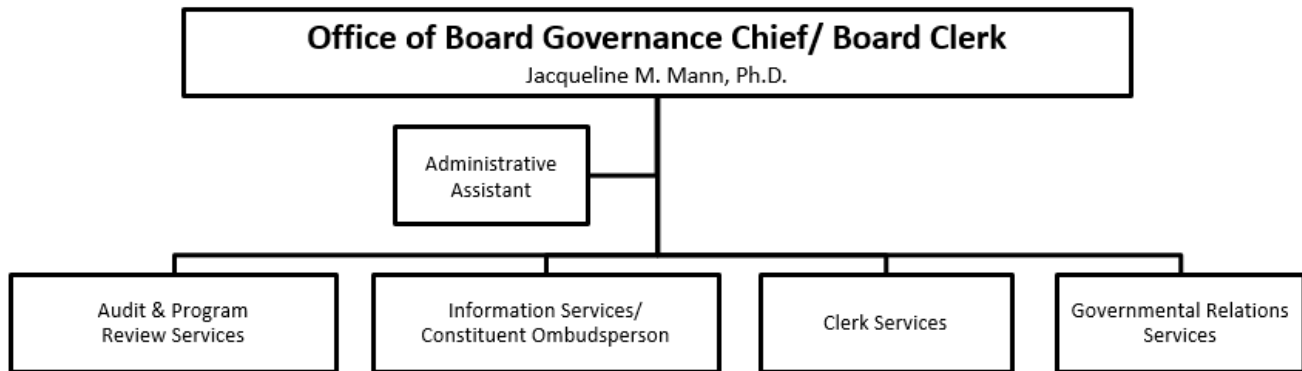 Office of Board Governance Chief/ Board Clerk
Jacqueline M. Mann, Ph.D.
Administrative
Assistant
Audit & Program
Review Services
Information Services/
Constituent Ombudsperson
Clerk Services
Governmental Relations
Services